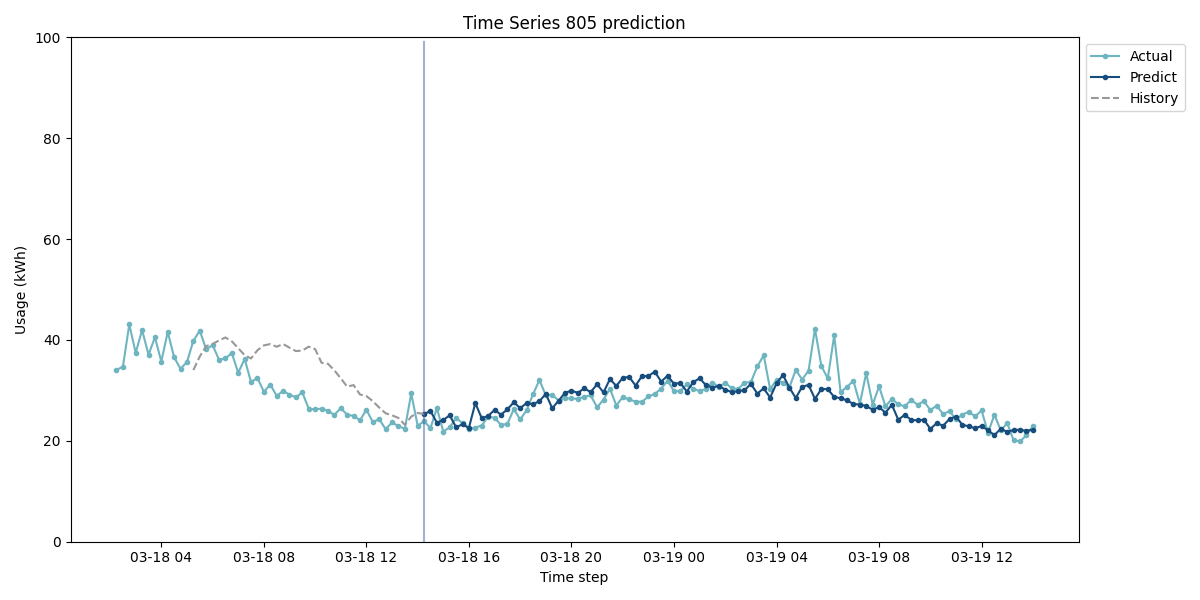 Time Series 805 prediction
100
80
60
40
20
0
Usage (kWh)
03-18 04
03-18 08
03-18 12
03-18 16
03-18 20
03-19 00
03-19 04
03-19 08
03-19 12
Time step
Actual
Predict
History